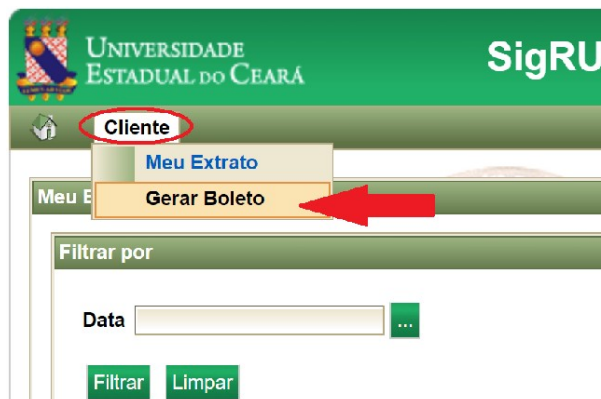 UNIVERSIDADE
ESTADUAL DO CEARÁ
SigRU
Cliente
Meu Extrato
Gerar Boleto
Meu E
Filtrar por
Data
...
Filtrar Limpar